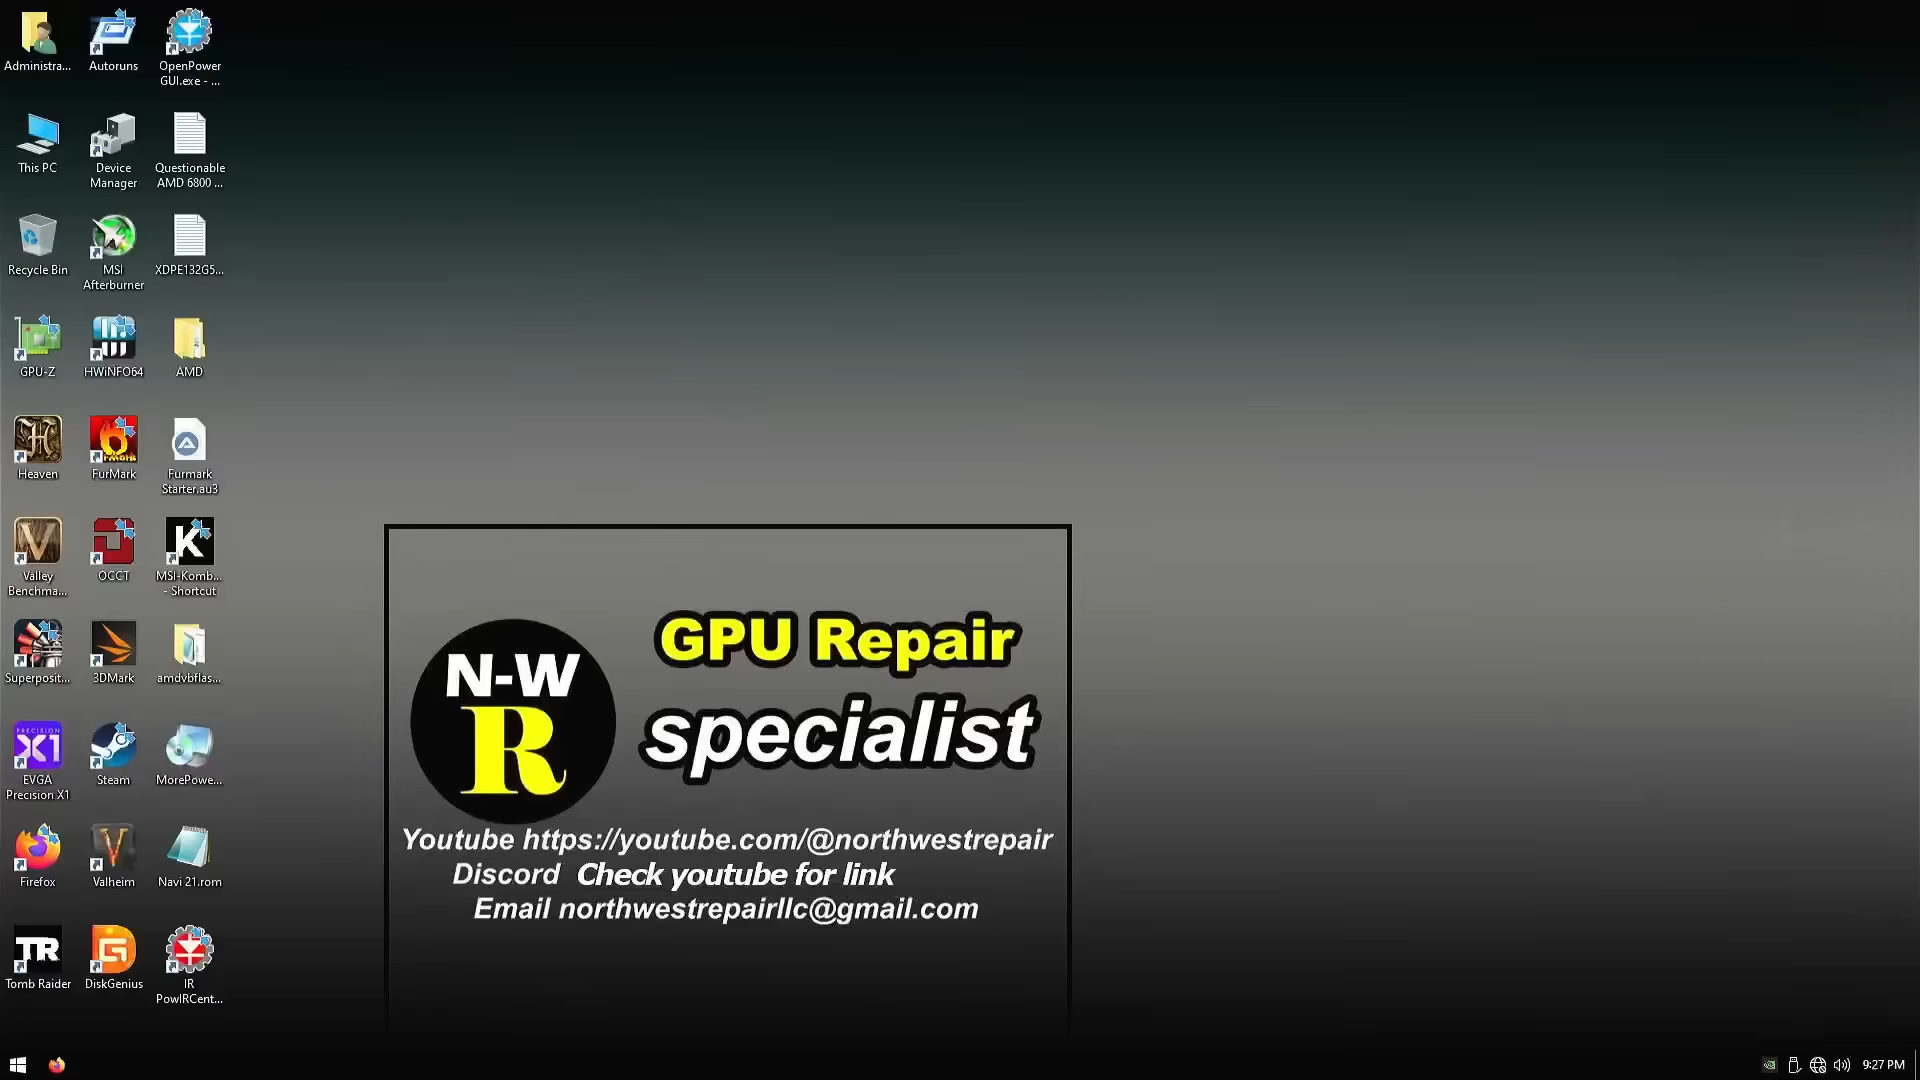 Administra...
Autoruns
OpenPower
GUI.exe - ...
This PC
Device
Manager
Questionable
AMD 6800 ...
Recycle Bin
MSI
Afterburner
XDPE132G5...
GPU-Z
HWiNFO64
AMD
Heaven
FurMark
Furmark
Starter.au3
Valley
Benchma...
OCCT
MSI-Komb...
- Shortcut
Superposit...
3DMark
amdvbflas...
PRECISION
X1
EVGA
Precision X1
Steam
MorePowe...
Firefox
Valheim
Navi 21.rom
TR
Tomb Raider
DiskGenius
IR
PowIRCent...
N-W
R
GPU Repair
specialist
Youtube https://youtube.com/@northwestrepair
Discord Check youtube for link
Email northwestrepairllc@gmail.com
9:27 PM